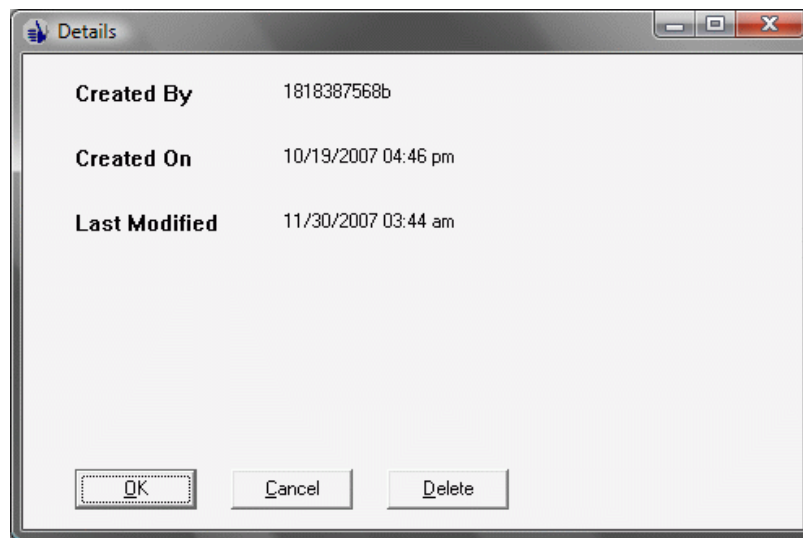 Details
Created By 1818387568b
Created On 10/19/2007 04:46 pm
Last Modified 11/30/2007 03:44 am
OK Cancel Delete